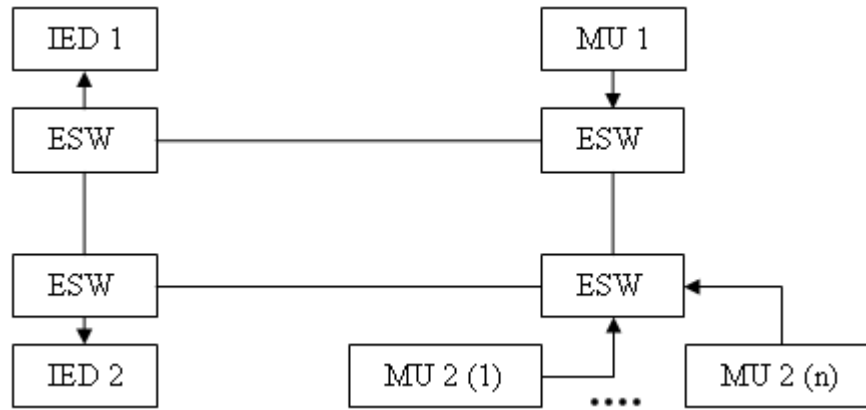 IED 1
MU 1
ESW
ESW
ESW
ESW
IED 2
MU 2 (1)
....
MU 2 (n)